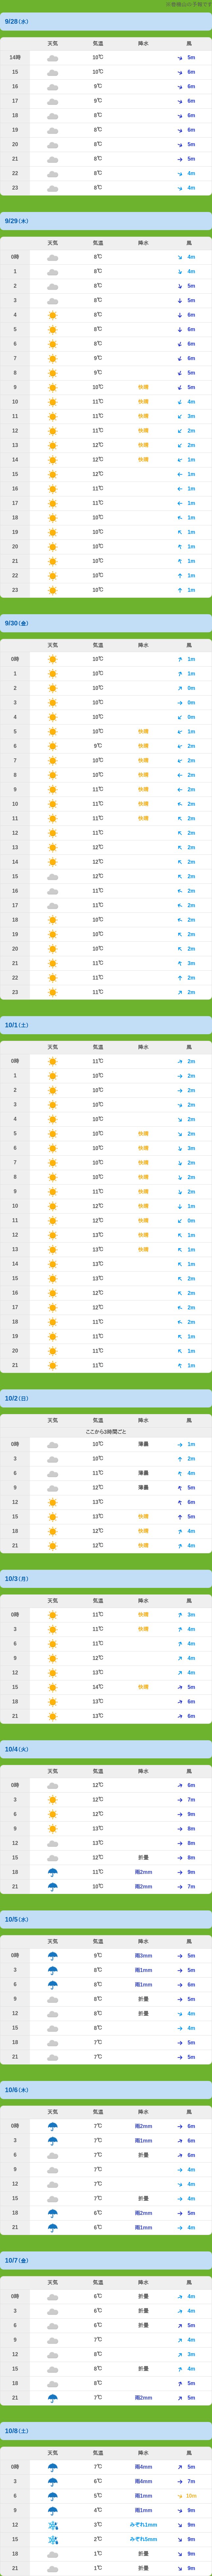 9/28(水)
天気 気温 降水 風
14時 10℃ 5m
15 10℃ 6m
16 9℃ 6m
17 9℃ 6m
18 8℃ 6m
19 8℃ 6m
20 8℃ 5m
21 8℃ 5m
22 8℃ 4m
23 8℃ 4m
9/29(木)
天気 気温 降水 風
0時 8℃ 4m
1 8℃ 4m
2 8℃ 5m
3 8℃ 5m
4 8℃ 6m
5 8℃ 6m
6 8℃ 6m
7 9℃ 6m
8 9℃ 5m
9 10℃ 快晴 5m
10 11℃ 快晴 4m
11 11℃ 快晴 3m
12 11℃ 快晴 2m
13 12℃ 快晴 2m
14 12℃ 快晴 1m
15 12℃ 1m
16 11℃ 1m
17 11℃ 1m
18 10℃ 1m
19 10℃ 1m
20 10℃ 1m
21 10℃ 1m
22 10℃ 1m
23 10℃ 1m
9/30(金)
天気 気温 降水 風
0時 10℃ 1m
1 10℃ 1m
2 10℃ 0m
3 10℃ 0m
4 10℃ 0m
5 10℃ 快晴 1m
6 9℃ 快晴 2m
7 10℃ 快晴 2m
8 10℃ 快晴 2m
9 11℃ 快晴 2m
10 11℃ 快晴 2m
11 11℃ 快晴 2m
12 11℃ 2m
13 12℃ 2m
14 12℃ 2m
15 12℃ 2m
16 11℃ 2m
17 11℃ 2m
18 10℃ 2m
19 10℃ 2m
20 10℃ 2m
21 11℃ 3m
22 11℃ 2m
23 11℃ 2m
10/1(土)
天気 気温 降水 風
0時 11℃ 2m
1 10℃ 2m
2 10℃ 2m
3 10℃ 2m
4 10℃ 2m
5 10℃ 快晴 2m
6 10℃ 快晴 3m
7 10℃ 快晴 2m
8 10℃ 快晴 2m
9 11℃ 快晴 2m
10 12℃ 快晴 1m
11 12℃ 快晴 0m
12 13℃ 快晴 1m
13 13℃ 快晴 1m
14 13℃ 1m
15 13℃ 2m
16 12℃ 2m
17 12℃ 2m
18 11℃ 2m
19 11℃ 1m
20 11℃ 1m
21 11℃ 1m
10/2(日)
天気 気温 降水 風
ここから3時間ごと
0時 10℃ 薄曇 1m
3 10℃ 2m
6 11℃ 薄曇 4m
9 12℃ 薄曇 5m
12 13℃ 6m
15 13℃ 快晴 5m
18 12℃ 快晴 4m
21 12℃ 快晴 4m
10/3(月)
天気 気温 降水 風
0時 11℃ 快晴 3m
3 11℃ 快晴 4m
6 11℃ 4m
9 12℃ 4m
12 13℃ 4m
15 14℃ 快晴 5m
18 13℃ 6m
21 13℃ 6m
10/4(火)
天気 気温 降水 風
0時 12℃ 6m
3 12℃ 7m
6 12℃ 9m
9 13℃ 8m
12 13℃ 8m
15 12℃ 折曇 8m
18 11℃ 雨2mm 9m
21 10℃ 雨2mm 7m
10/5(水)
天気 気温 降水 風
0時 9℃ 雨3mm 5m
3 8℃ 雨1mm 5m
6 8℃ 雨1mm 6m
9 8℃ 折曇 5m
12 8℃ 折曇 4m
15 8℃ 4m
18 7℃ 5m
21 7℃ 5m
10/6(木)
天気 気温 降水 風
0時 7℃ 雨2mm 6m
3 7℃ 雨1mm 6m
6 7℃ 折曇 6m
9 7℃ 4m
12 7℃ 4m
15 7℃ 折曇 4m
18 6℃ 雨2mm 5m
21 6℃ 雨1mm 4m
10/7(金)
天気 気温 降水 風
0時 6℃ 折曇 4m
3 6℃ 折曇 4m
6 6℃ 折曇 5m
9 7℃ 4m
12 8℃ 3m
15 8℃ 折曇 4m
18 8℃ 5m
21 7℃ 雨2mm 5m
10/8(土)
天気 気温 降水 風
0時 7℃ 雨4mm 5m
3 6℃ 雨4mm 7m
6 5℃ 雨1mm 10m
9 4℃ 雨1mm 9m
12 3℃ みぞれ1mm 9m
15 2℃ みぞれ5mm 9m
18 1℃ 折曇 9m
21 1℃ 折曇 9m